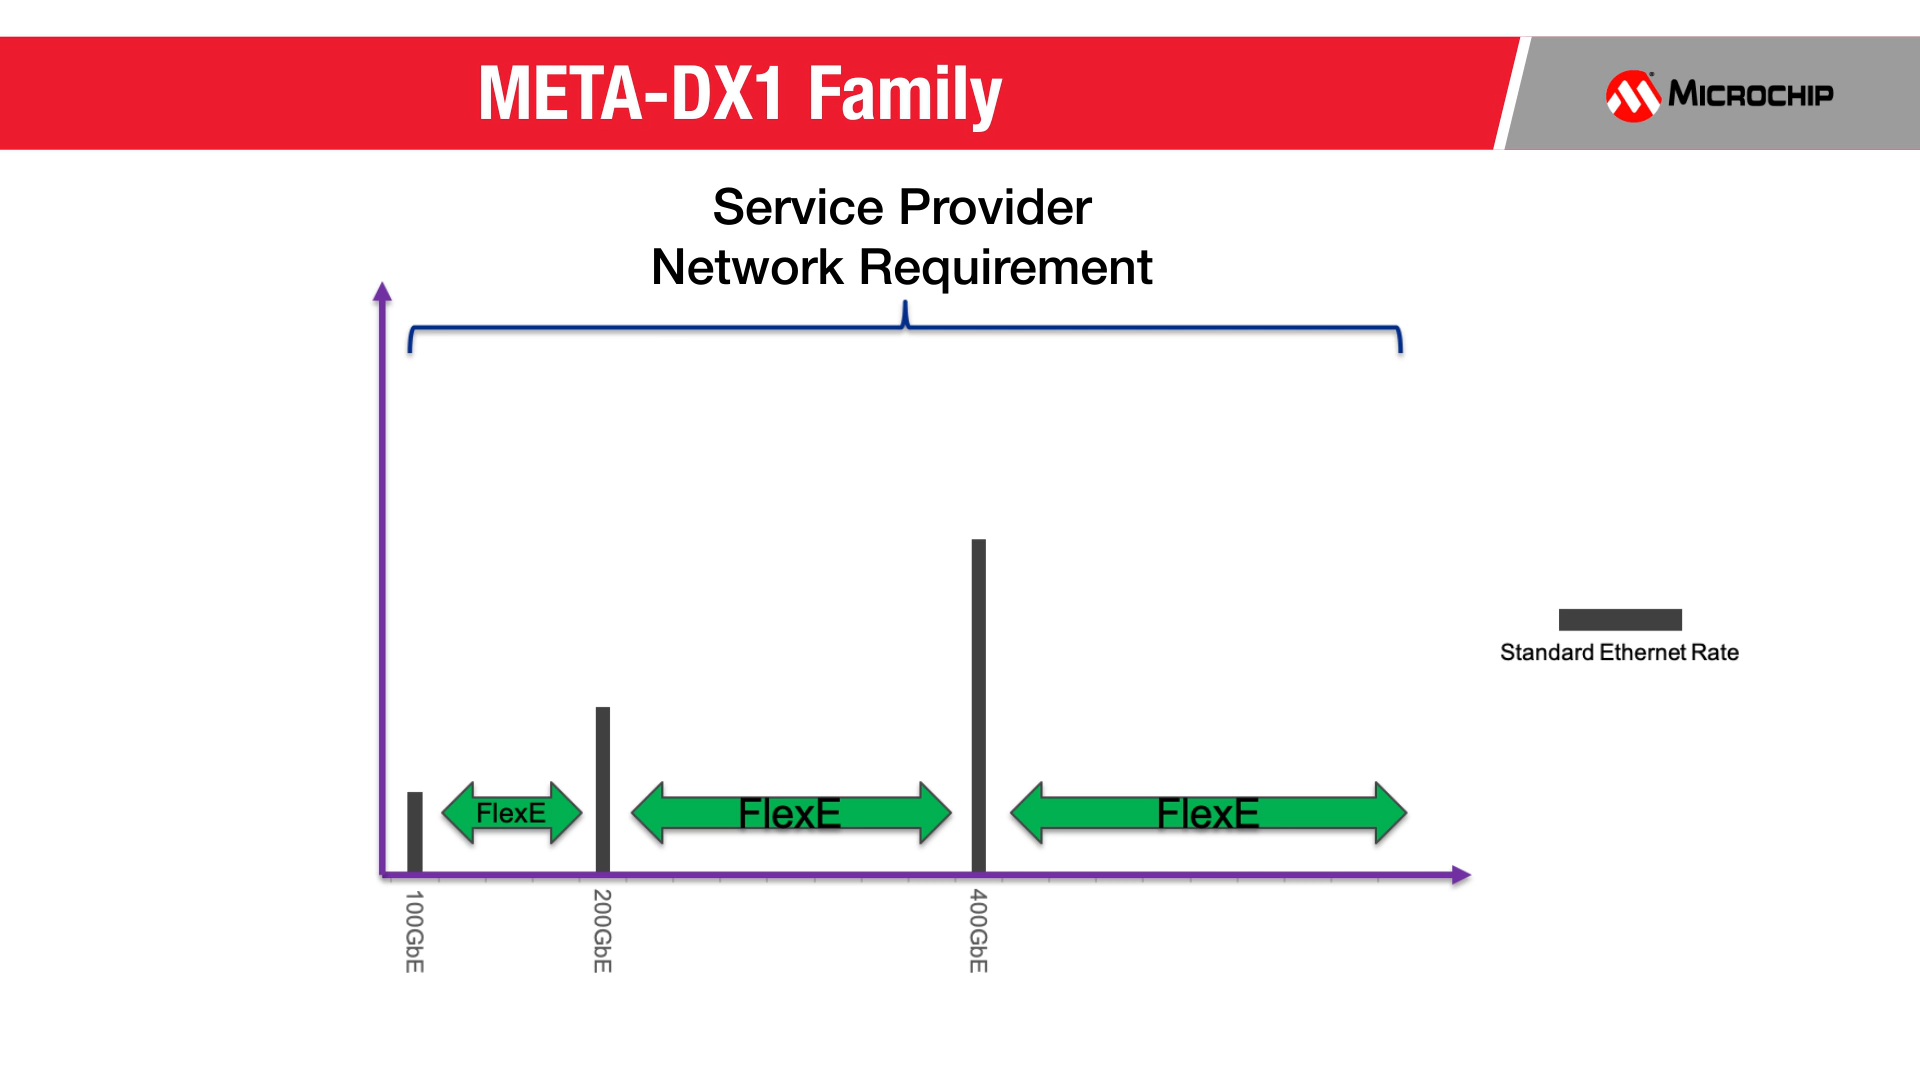 META-DX1 Family
MICROCHIP
Service Provider
Network Requirement
Standard Ethernet Rate
FlexE
FlexE
FlexE
100GbE
200GbE
400GbE